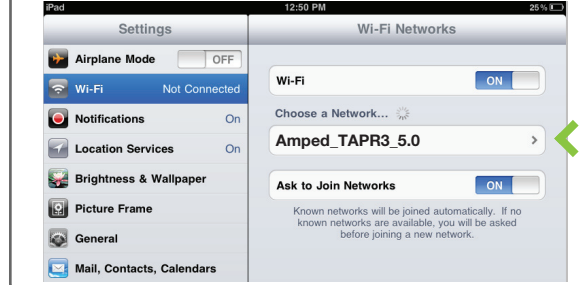 iPad 12:50 PM 25%
Settings
Airplane Mode OFF
Wi-Fi Not Connected
Notifications On
Location Services On
Brightness & Wallpaper
Picture Frame
General
Mail, Contacts, Calendars
Wi-Fi Networks
Wi-Fi ON
Choose a Network...
Amped_TAPR3_5.0
Ask to Join Networks ON
Known networks will be joined automatically. If no
known networks are available, you will be asked
before joining a new network.